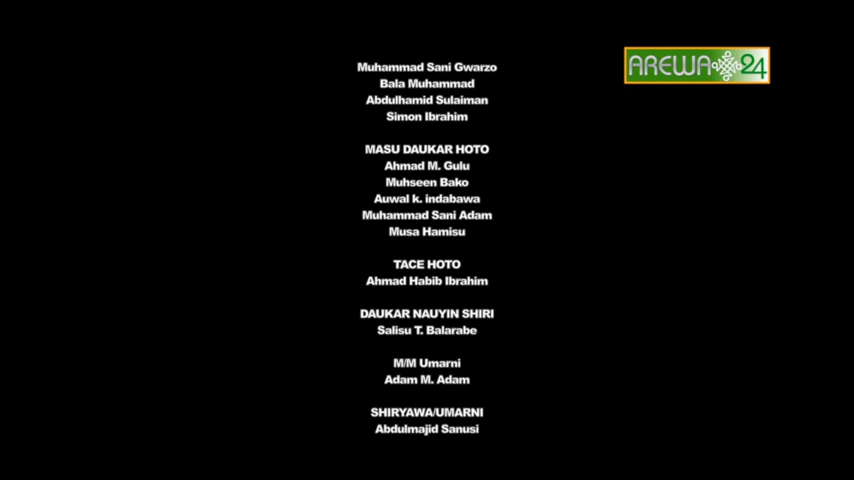 AREWA 24
Muhammad Sani Gwarzo
Bala Muhammad
Abdulhamid Sulaiman
Simon Ibrahim
MASU DAUKAR HOTO
Ahmad M. Gulu
Muhseen Bako
Auwal k. indabawa
Muhammad Sani Adam
Musa Hamisu
TACE HOTO
Ahmad Habib Ibrahim
DAUKAR NAUYIN SHIRI
Salisu T. Balarabe
M/M Umarni
Adam M. Adam
SHIRYAWA/UMARNI
Abdulmajid Sanusi